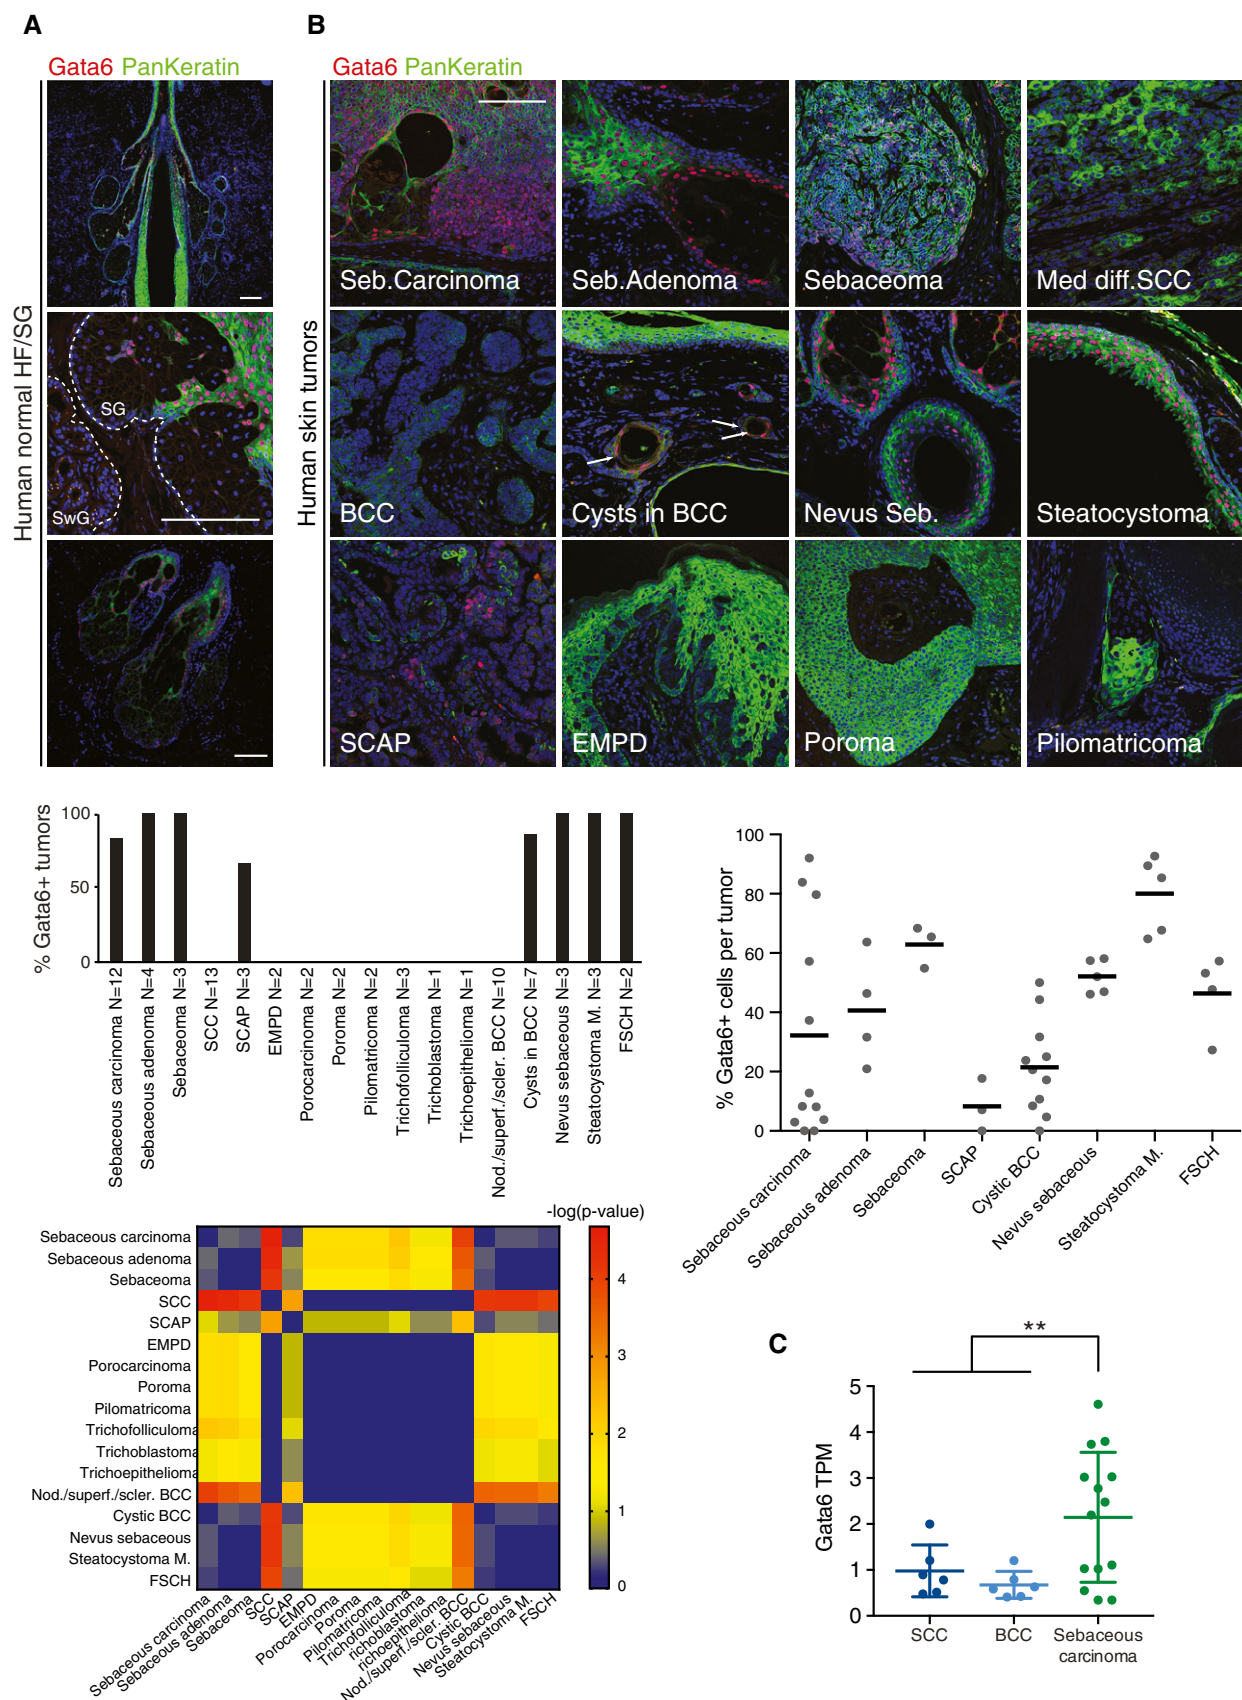 A
B
Gata6 PanKeratin
Gata6 PanKeratin
Human normal HF/SG
SG
SwG
Human skin tumors
Seb.Carcinoma
Seb.Adenoma
Sebaceoma
Med diff.SCC
BCC
Cysts in BCC
Nevus Seb.
Steatocystoma
SCAP
EMPD
Poroma
Pilomatricoma
% Gata6+ tumors
100
50
0
Sebaceous carcinoma N=12
Sebaceous adenoma N=4
Sebaceoma N=3
SCC N=13
SCAP N=3
EMPD N=2
Porocarcinoma N=2
Poroma N=2
Pilomatricoma N=2
Trichofolliculoma N=3
Trichoblastoma N=1
Trichoepithelioma N=1
Nod./superf./scler. BCC N=10
Cysts in BCC N=7
Nevus sebaceous N=3
Steatocystoma M. N=3
FSCH N=2
% Gata6+ cells per tumor
100
80
60
40
20
0
Sebaceous carcinoma
Sebaceous adenoma
Sebaceoma
SCAP
Cystic BCC
Nevus sebaceous
Steatocystoma M.
FSCH
-log(p-value)
4
3
2
1
0
Sebaceous carcinoma
Sebaceous adenoma
Sebaceoma
SCC
SCAP
EMPD
Porocarcinoma
Poroma
Pilomatricoma
Trichofolliculoma
Trichoblastoma
Trichoepithelioma
Nod./superf./scler. BCC
Cystic BCC
Nevus sebaceous
Steatocystoma M.
FSCH
Sebaceous carcinoma
Sebaceous adenoma
Sebaceoma
SCC
SCAP
EMPD
Porocarcinoma
Poroma
Pilomatricoma
Trichofolliculoma
richoblastoma
richoepithelioma
Nod./superf./scler. BCC
Cystic BCC
Nevus sebaceous
Steatocystoma M.
FSCH
C
**
Gata6 TPM
5
4
3
2
1
0
SCC
BCC
Sebaceous
carcinoma